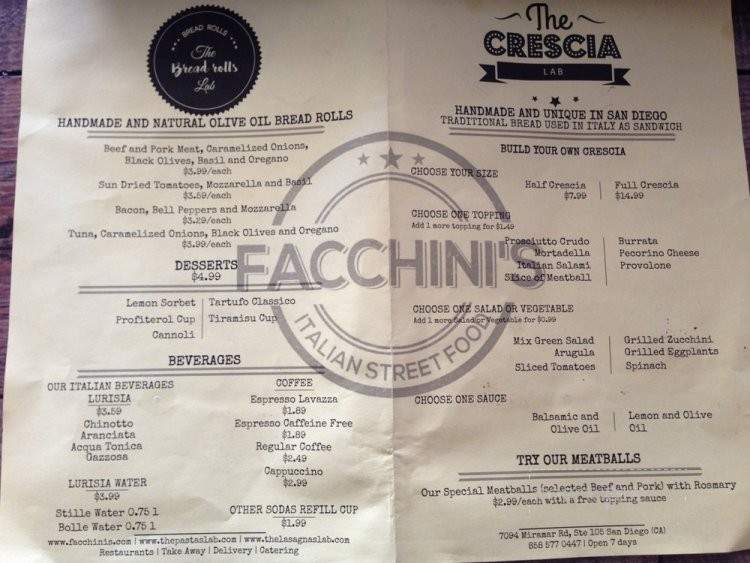 BREAD ROLLS
The
Bread rolls
Lab
HANDMADE AND NATURAL OLIVE OIL BREAD ROLLS
Beef and Pork Meat, Caramelized Onions,
Black Olives, Basil and Oregano
$3.99/each
Sun Dried Tomatoes, Mozzarella and Basil
$3.59/each
Bacon, Bell Peppers and Mozzarella
$3.29/each
Tuna, Caramelized Onions, Black Olives and Oregano
$3.99/each
DESSERTS
$4.99
Lemon Sorbet
Profiterol Cup
Cannoli
Tartufo Classico
Tiramisu Cup
BEVERAGES
OUR ITALIAN BEVERAGES
LURISIA
$3.59
Chinotto
Aranciata
Acqua Tonica
Gazzosa
LURISIA WATER
$3.99
Stille Water 0.75 l
Bolle Water 0.75 l
COFFEE
Espresso Lavazza
$1.89
Espresso Caffeine Free
$1.89
Regular Coffee
$2.49
Cappuccino
$2.99
OTHER SODAS REFILL CUP
$1.99
www.facchinis.com | www.thepastaslab.com | www.thelasagnaslab.com
Restaurants | Take Away | Delivery | Catering
FACCHINI'S
ITALIAN STREET FOOD
The
CRESCIA
LAB
HANDMADE AND UNIQUE IN SAN DIEGO
TRADITIONAL BREAD USED IN ITALY AS SANDWICH
BUILD YOUR OWN CRESCIA
CHOOSE YOUR SIZE
Half Crescia
$7.99
Full Crescia
$14.99
CHOOSE ONE TOPPING
Add 1 more topping for $1.49
Prosciutto Crudo
Mortadella
Italian Salami
Slice of Meatball
Burrata
Pecorino Cheese
Provolone
CHOOSE ONE SALAD OR VEGETABLE
Add 1 more Salad or Vegetable for $0.99
Mix Green Salad
Arugula
Sliced Tomatoes
Grilled Zucchini
Grilled Eggplants
Spinach
CHOOSE ONE SAUCE
Balsamic and
Olive Oil
Lemon and Olive
Oil
TRY OUR MEATBALLS
Our Special Meatballs (selected Beef and Pork) with Rosmary
$2.99/each with a free topping sauce
7094 Miramar Rd, Ste 105 San Diego (CA)
858 577 0447 | Open 7 days